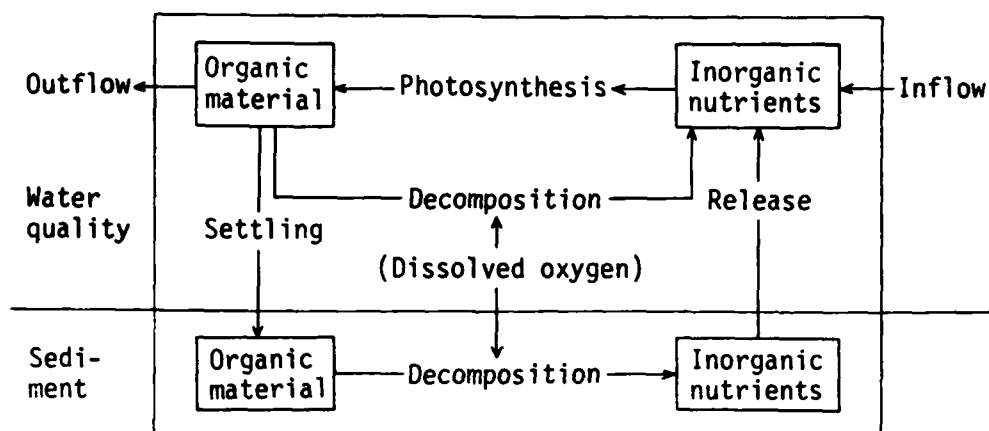 Outflow
Organic
material
Photosynthesis
Inorganic
nutrients
Inflow
Water
quality
Settling
Decomposition
Release
(Dissolved oxygen)
Sedi-
ment
Organic
material
Decomposition
Inorganic
nutrients